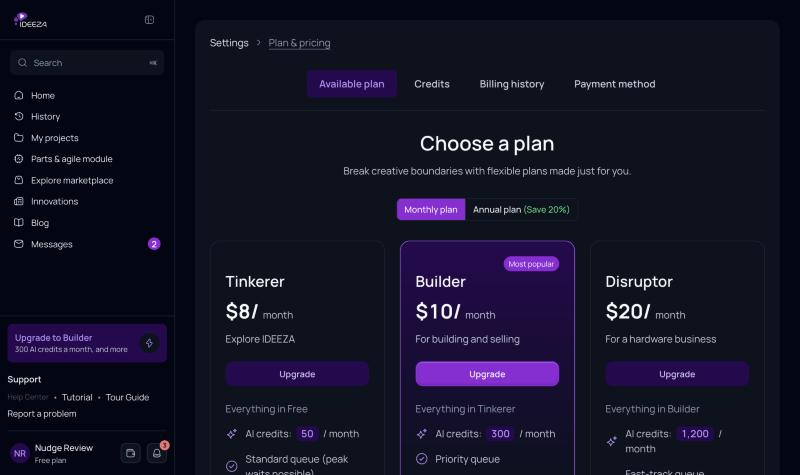 IDEEZA
Search
⌘K
Home
History
My projects
Parts & agile module
Explore marketplace
Innovations
Blog
Messages 2
Upgrade to Builder
300 AI credits a month, and more
Support
Help Center • Tutorial • Tour Guide
Report a problem
NR Nudge Review
Free plan
3
Settings > Plan & pricing
Available plan
Credits
Billing history
Payment method
Choose a plan
Break creative boundaries with flexible plans made just for you.
Monthly plan
Annual plan (Save 20%)
Tinkerer
$8/ month
Explore IDEEZA
Upgrade
Everything in Free
AI credits: 50 / month
Standard queue (peak
waits possible)
Most popular
Builder
$10/ month
For building and selling
Upgrade
Everything in Tinkerer
AI credits: 300 / month
Priority queue
Disruptor
$20/ month
For a hardware business
Upgrade
Everything in Builder
AI credits: 1,200 /
month
Fast-track queue